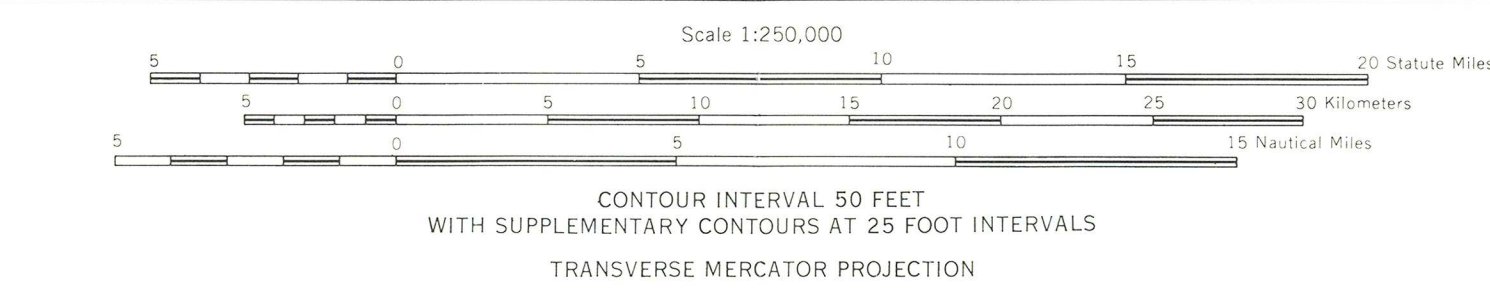 Scale 1:250,000
5 0 5 10 15 20 Statute Miles
5 0 5 10 15 20 25 30 Kilometers
5 0 5 10 15 Nautical Miles
CONTOUR INTERVAL 50 FEET
WITH SUPPLEMENTARY CONTOURS AT 25 FOOT INTERVALS
TRANSVERSE MERCATOR PROJECTION